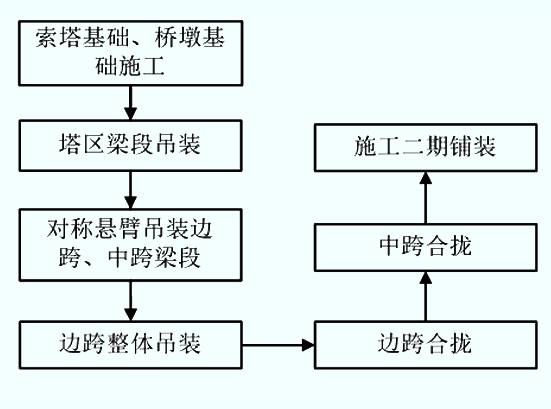 索塔基础、桥墩基
础施工
塔区梁段吊装
对称悬臂吊装边
跨、中跨梁段
边跨整体吊装
边跨合拢
中跨合拢
施工二期铺装